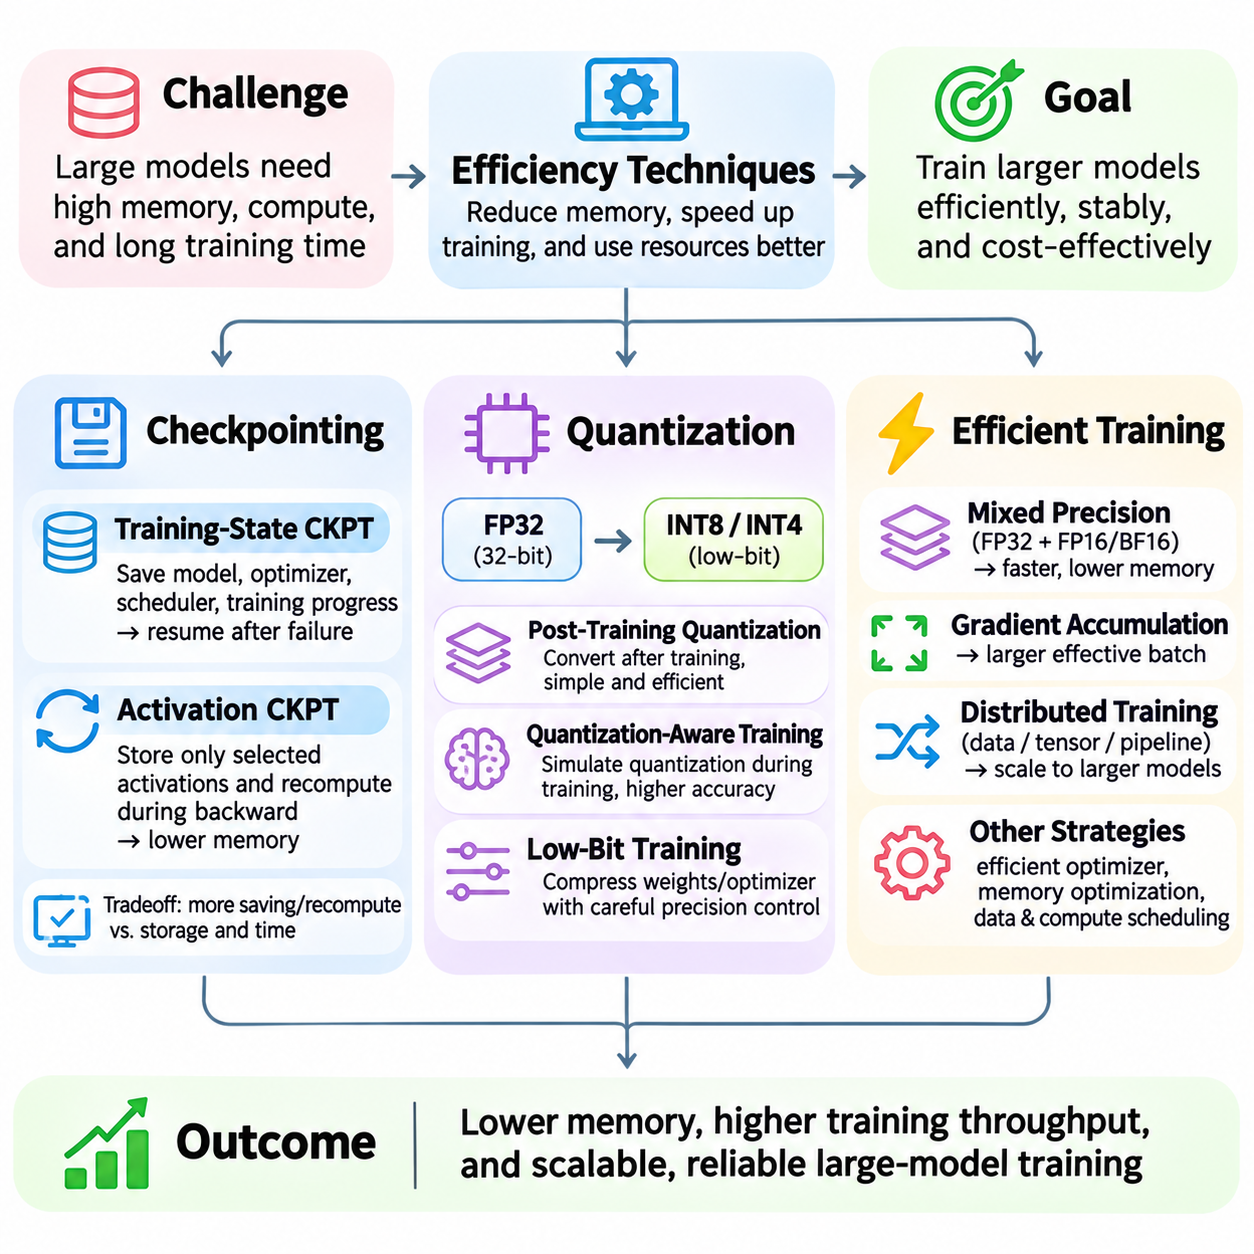 Challenge
Large models need
high memory, compute,
and long training time
Efficiency Techniques
Reduce memory, speed up
training, and use resources better
Goal
Train larger models
efficiently, stably,
and cost-effectively
Checkpointing
Training-State CKPT
Save model, optimizer,
scheduler, training progress
→ resume after failure
Activation CKPT
Store only selected
activations and recompute
during backward
→ lower memory
Tradeoff: more saving/recompute
vs. storage and time
Quantization
FP32
(32-bit)
INT8 / INT4
(low-bit)
Post-Training Quantization
Convert after training,
simple and efficient
Quantization-Aware Training
Simulate quantization during
training, higher accuracy
Low-Bit Training
Compress weights/optimizer
with careful precision control
Efficient Training
Mixed Precision
(FP32 + FP16/BF16)
→ faster, lower memory
Gradient Accumulation
→ larger effective batch
Distributed Training
(data / tensor / pipeline)
→ scale to larger models
Other Strategies
efficient optimizer,
memory optimization,
data & compute scheduling
Outcome
Lower memory, higher training throughput,
and scalable, reliable large-model training